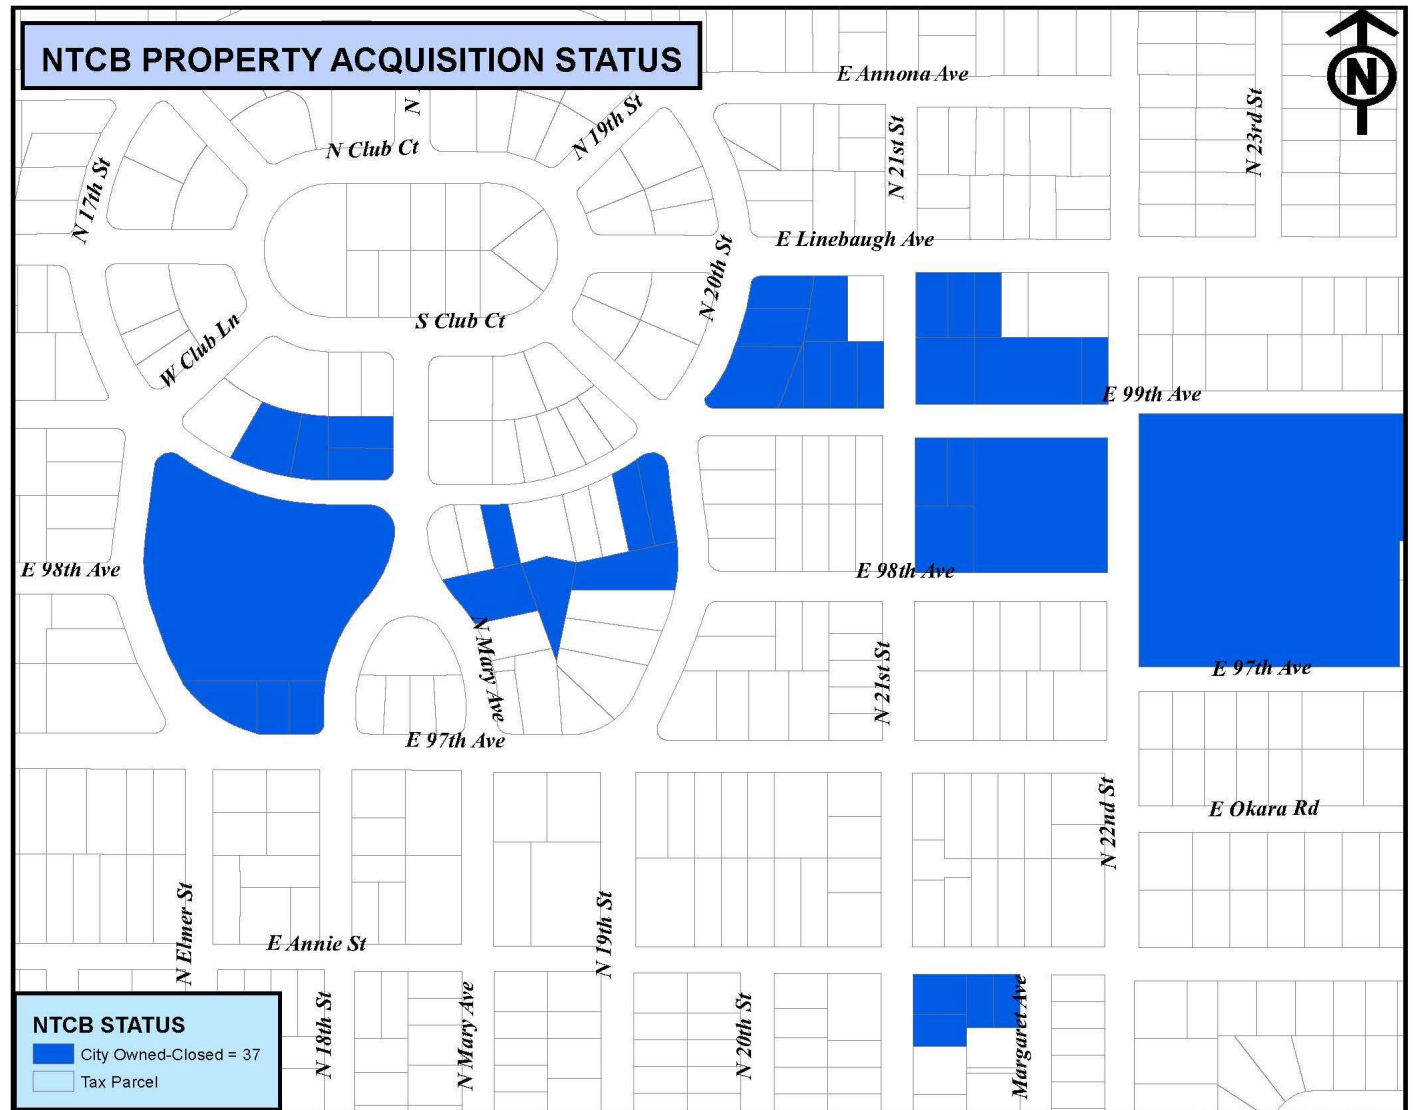 NTCB PROPERTY ACQUISITION STATUS
N
E Annona Ave
N
N 19th St
N 21st St
N 23rd St
N Club Ct
N 17th St
E Linebaugh Ave
N 20th St
S Club Ct
W Club Ln
E 99th Ave
E 98th Ave
E 98th Ave
N Mary Ave
N 21st St
E 97th Ave
E 97th Ave
N 22nd St
E Okara Rd
N Elmer St
E Annie St
N 19th St
N 18th St
N Mary Ave
N 20th St
Margaret Ave
NTCB STATUS
City Owned-Closed = 37
Tax Parcel